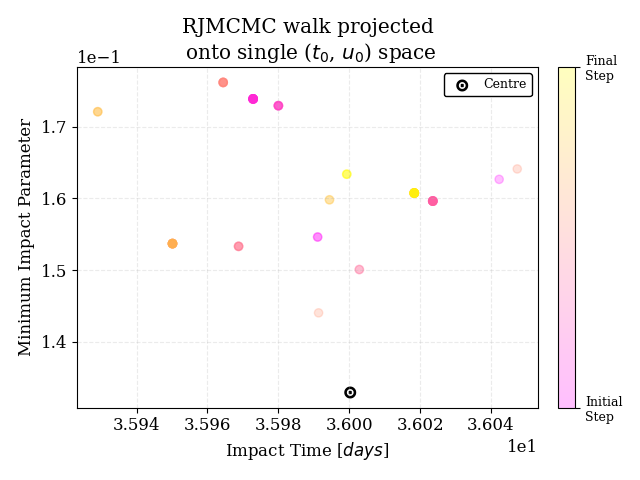 RJMCMC walk projected
onto single (t₀, u₀) space
1e−1
Centre
Final
Step
1.7
1.6
1.5
1.4
Minimum Impact Parameter
Initial
Step
3.594 3.596 3.598 3.600 3.602 3.604
1e1
Impact Time [days]